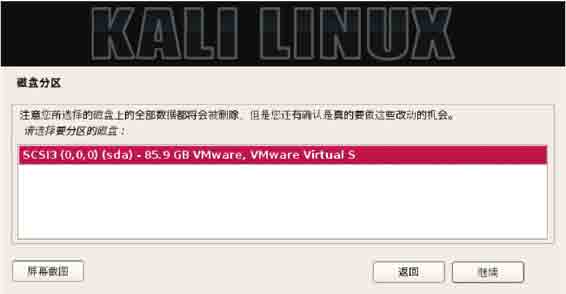 KALI LINUX
磁盘分区
注意您所选择的磁盘上的全部数据都将会被删除，但是您还有确认是真的要做这些改动的机会。
请选择要分区的磁盘：
SCSI3 (0,0,0) (sda) - 85.9 GB VMware, VMware Virtual S
屏幕截图
返回
继续